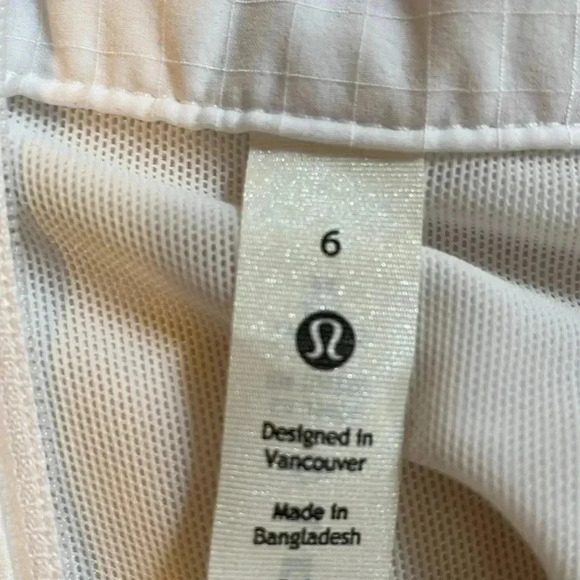 6
Designed in
Vancouver
Made in
Bangladesh